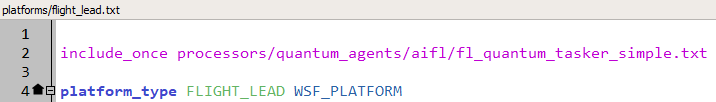 platforms/flight_lead.txt
1
2 include_once processors/quantum_agents/aifl/fl_quantum_tasker_simple.txt
3
4 platform_type FLIGHT_LEAD WSF_PLATFORM